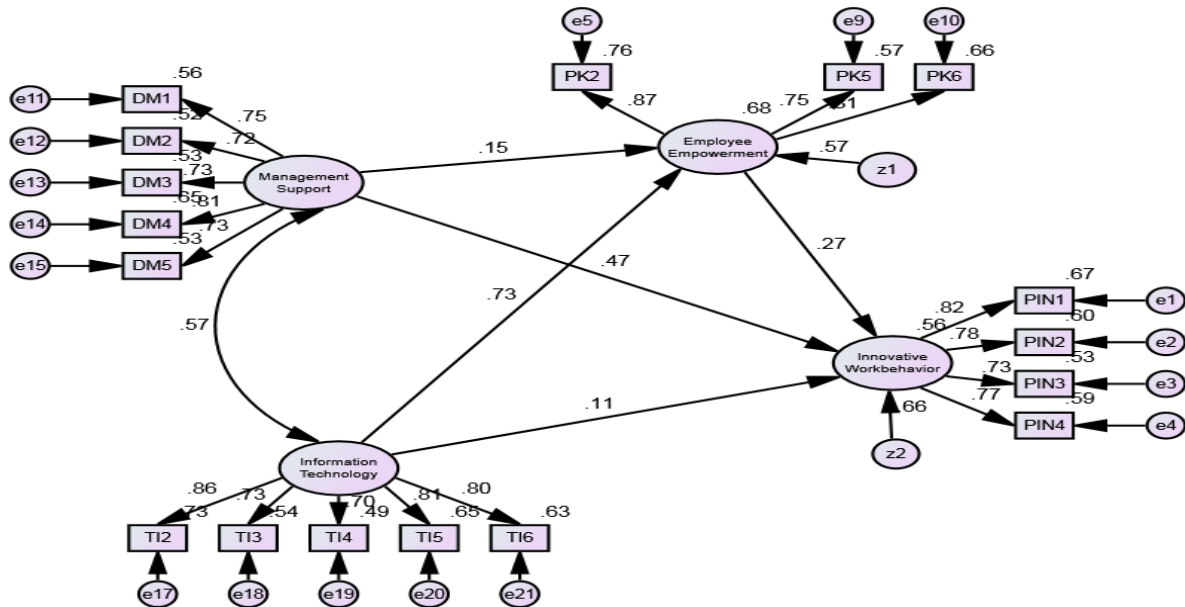 e5
e9
e10
.76
.57
.66
PK2
PK5
PK6
.56
e11
DM1
.87
.68
.75
.81
.75
.52
e12
DM2
.72
.15
Employee
Empowerment
.57
.53
z1
e13
DM3
.73
Management
Support
.65
.81
e14
DM4
.73
.53
e15
DM5
.27
.47
.67
.73
.82
PIN1
e1
.57
.56
.60
.78
PIN2
e2
Innovative
Workbehavior
.53
.73
PIN3
e3
.77
.59
.11
.66
PIN4
e4
z2
Information
Technology
.86
.73
.70
.81
.80
.73
.54
.49
.65
.63
TI2
TI3
TI4
TI5
TI6
e17
e18
e19
e20
e21